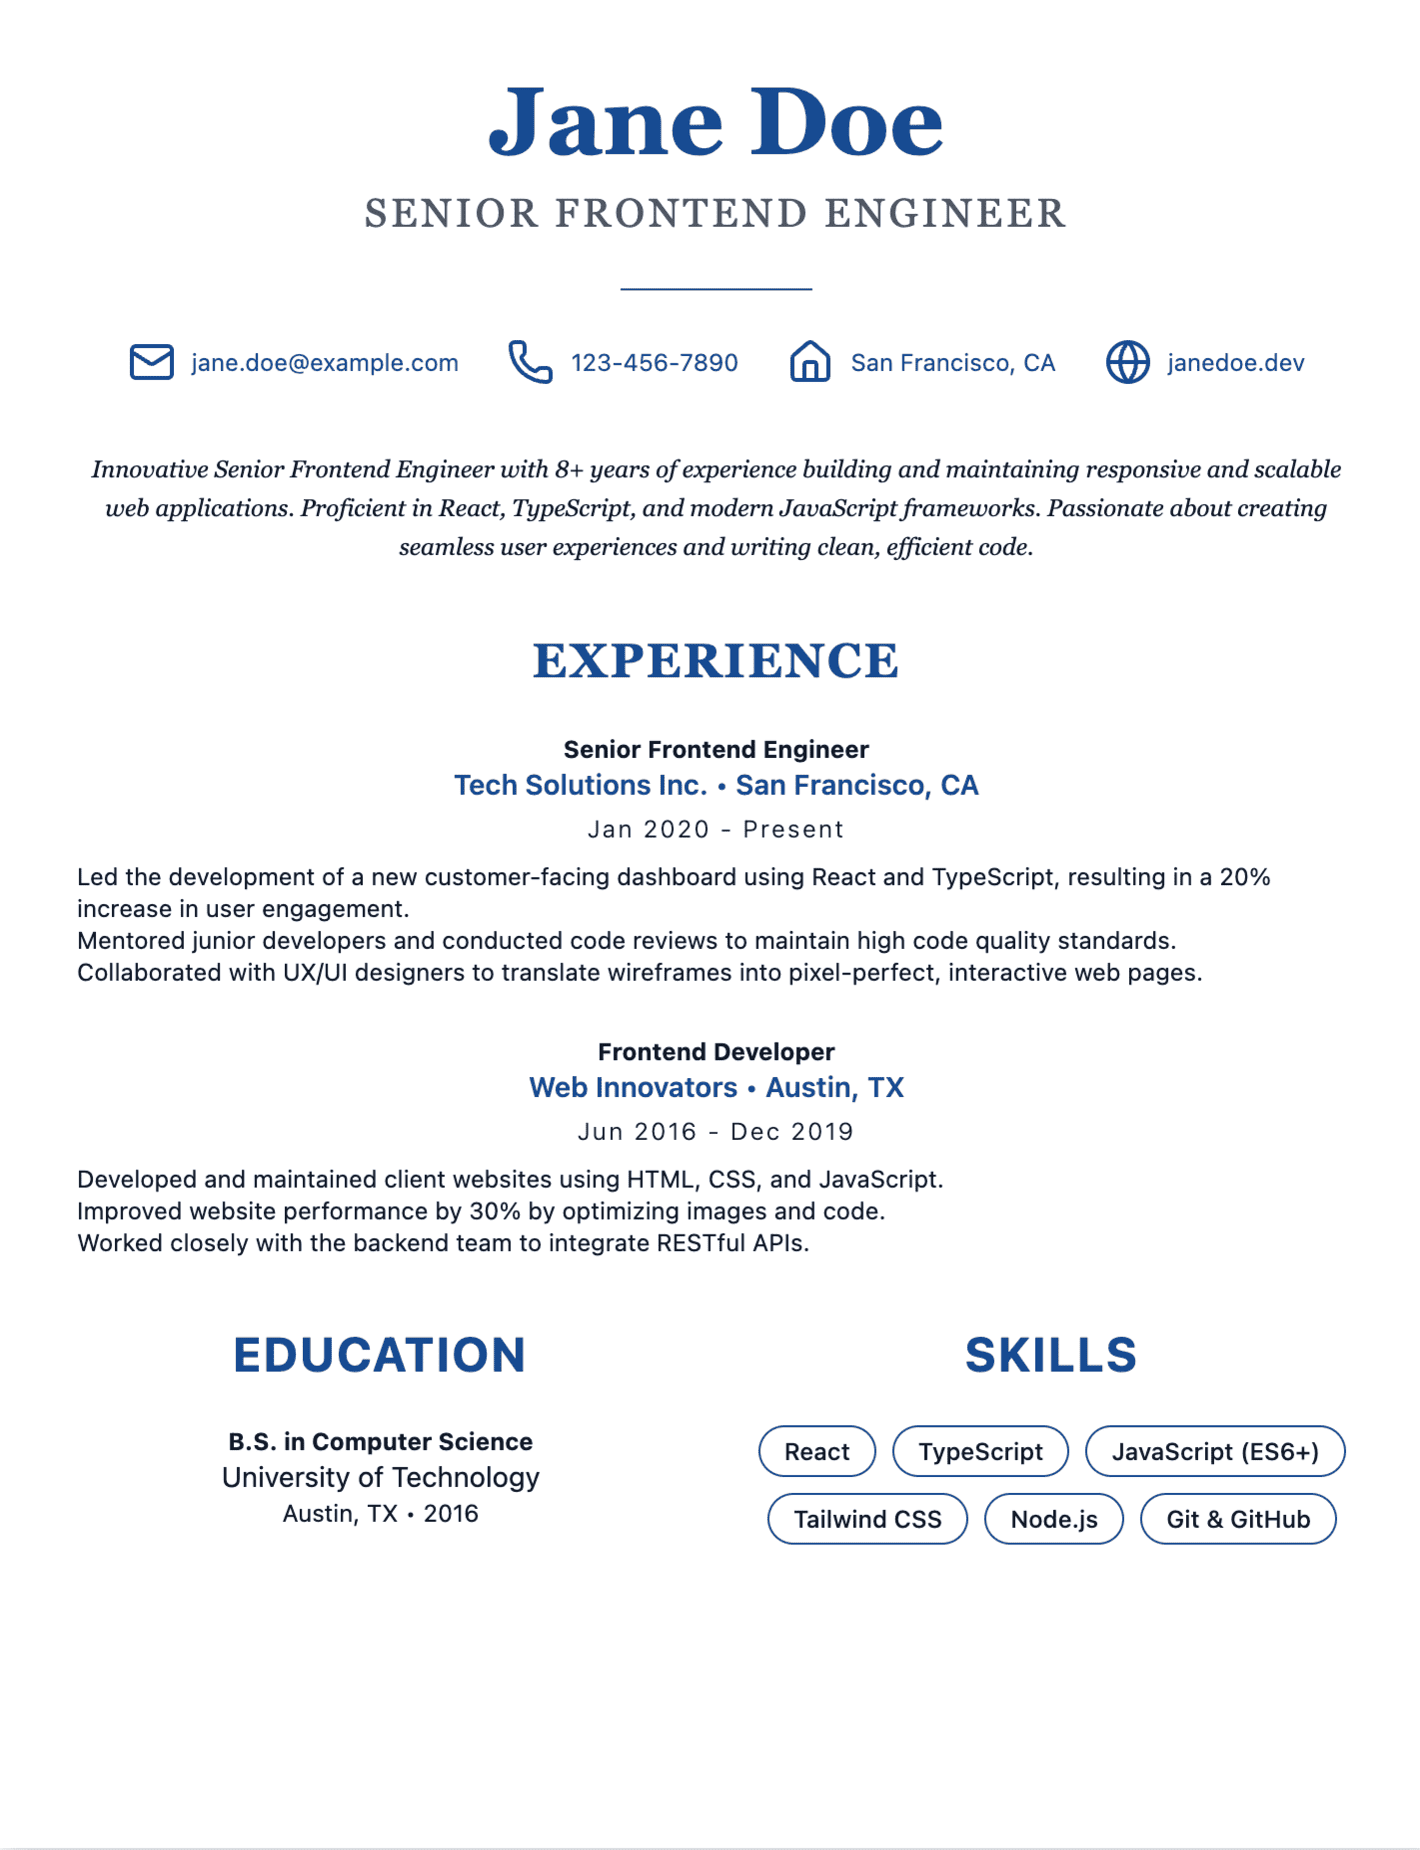 Jane Doe
SENIOR FRONTEND ENGINEER
jane.doe@example.com 123-456-7890 San Francisco, CA janedoe.dev
Innovative Senior Frontend Engineer with 8+ years of experience building and maintaining responsive and scalable
web applications. Proficient in React, TypeScript, and modern JavaScript frameworks. Passionate about creating
seamless user experiences and writing clean, efficient code.
EXPERIENCE
Senior Frontend Engineer
Tech Solutions Inc. • San Francisco, CA
Jan 2020 - Present
Led the development of a new customer-facing dashboard using React and TypeScript, resulting in a 20%
increase in user engagement.
Mentored junior developers and conducted code reviews to maintain high code quality standards.
Collaborated with UX/UI designers to translate wireframes into pixel-perfect, interactive web pages.
Frontend Developer
Web Innovators • Austin, TX
Jun 2016 - Dec 2019
Developed and maintained client websites using HTML, CSS, and JavaScript.
Improved website performance by 30% by optimizing images and code.
Worked closely with the backend team to integrate RESTful APIs.
EDUCATION
B.S. in Computer Science
University of Technology
Austin, TX • 2016
SKILLS
React TypeScript JavaScript (ES6+)
Tailwind CSS Node.js Git & GitHub